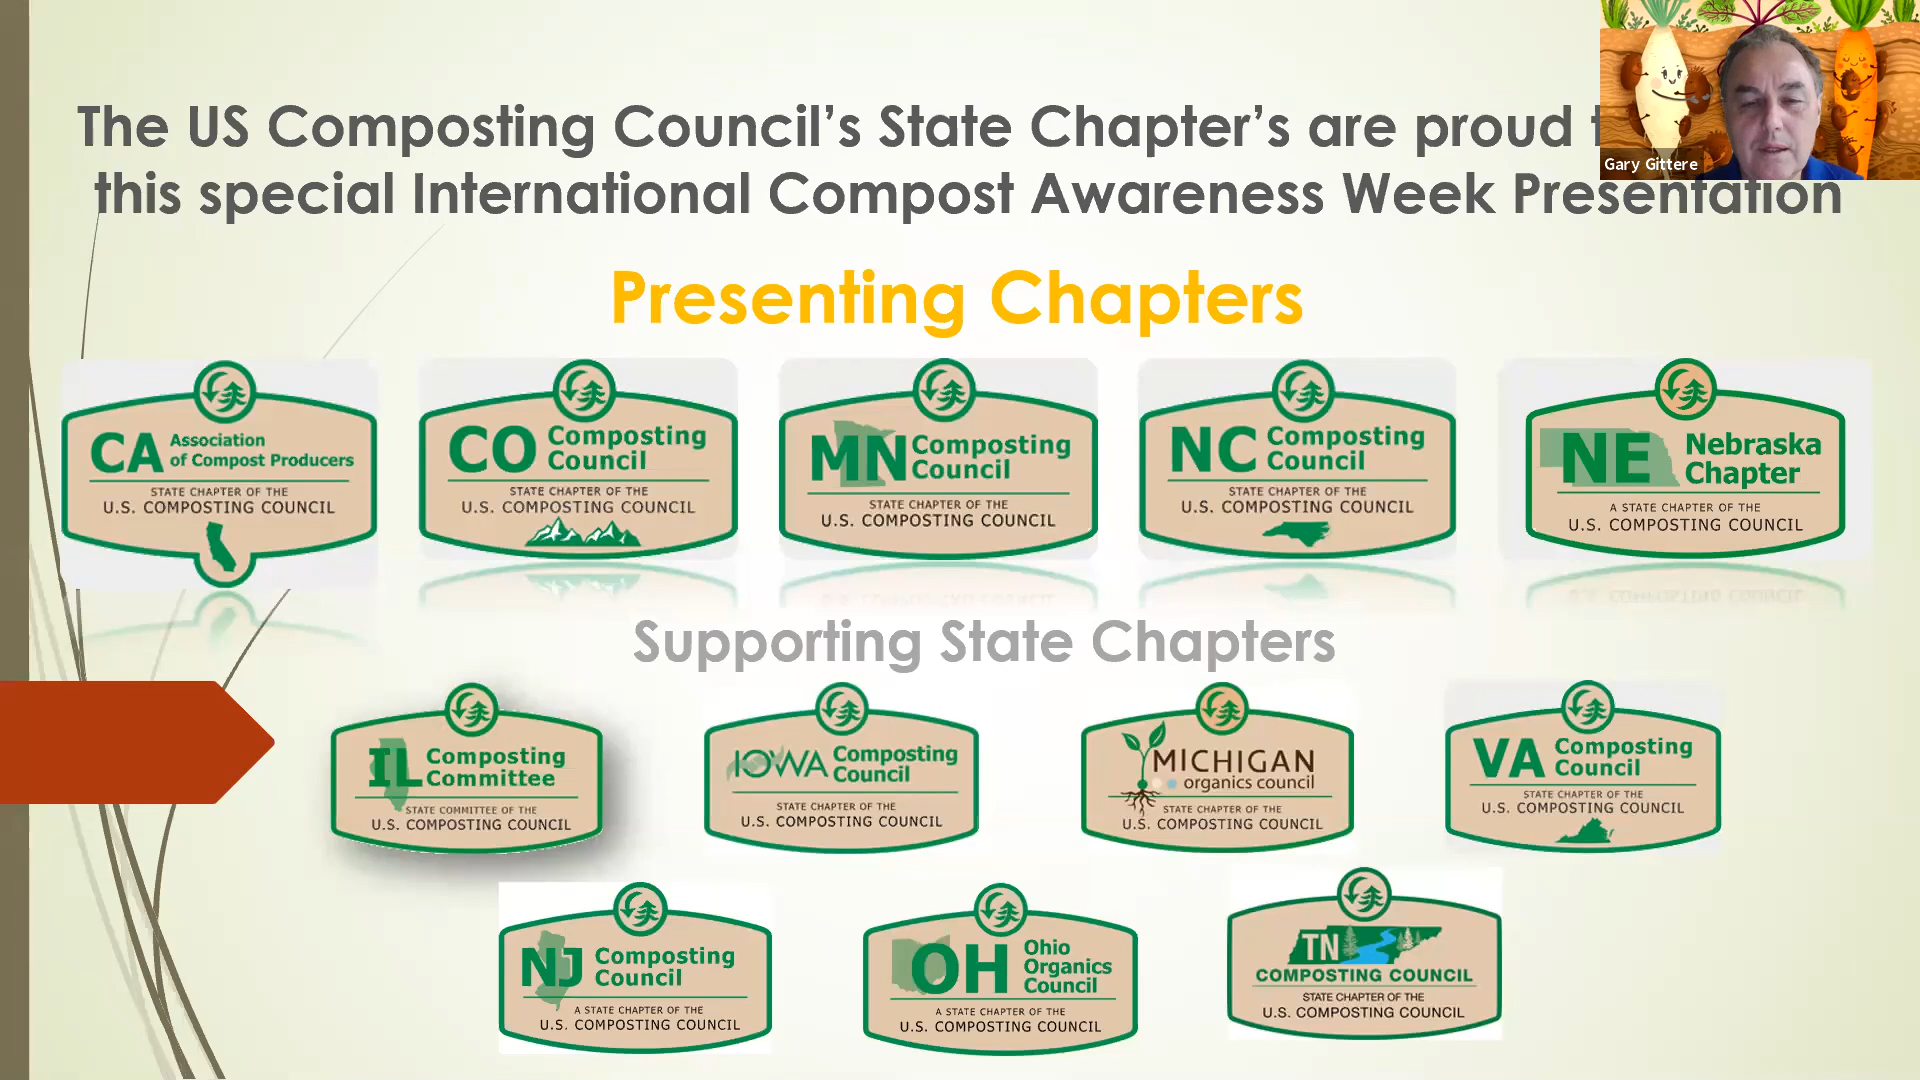 The US Composting Council’s State Chapter’s are proud
this special International Compost Awareness Week Presentation
Gary Gittere
Presenting Chapters
CA Association
of Compost Producers
STATE CHAPTER OF THE
U.S. COMPOSTING COUNCIL
CO Composting
Council
STATE CHAPTER OF THE
U.S. COMPOSTING COUNCIL
MN Composting
Council
STATE CHAPTER OF THE
U.S. COMPOSTING COUNCIL
NC Composting
Council
STATE CHAPTER OF THE
U.S. COMPOSTING COUNCIL
NE Nebraska
Chapter
A STATE CHAPTER OF THE
U.S. COMPOSTING COUNCIL
Supporting State Chapters
IL Composting
Committee
STATE COMMITTEE OF THE
U.S. COMPOSTING COUNCIL
IOWA Composting
Council
STATE CHAPTER OF THE
U.S. COMPOSTING COUNCIL
MICHIGAN
organics council
STATE CHAPTER OF THE
U.S. COMPOSTING COUNCIL
VA Composting
Council
STATE CHAPTER OF THE
U.S. COMPOSTING COUNCIL
NJ Composting
Council
A STATE CHAPTER OF THE
U.S. COMPOSTING COUNCIL
OH Ohio
Organics
Council
A STATE CHAPTER OF THE
U.S. COMPOSTING COUNCIL
TN
COMPOSTING COUNCIL
STATE CHAPTER OF THE
U.S. COMPOSTING COUNCIL